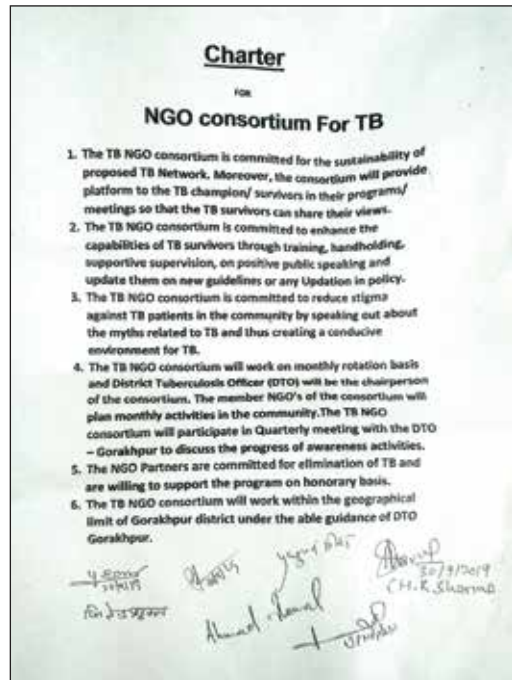 Charter
FOR
NGO consortium For TB
1. The TB NGO consortium is committed for the sustainability of
proposed TB Network. Moreover, the consortium will provide
platform to the TB champion/ survivors in their programs/
meetings so that the TB survivors can share their views.
2. The TB NGO consortium is committed to enhance the
capabilities of TB survivors through training, handholding,
supportive supervision, on positive public speaking and
update them on new guidelines or any Updation in policy.
3. The TB NGO consortium is committed to reduce stigma
against TB patients in the community by speaking out about
the myths related to TB and thus creating a conducive
environment for TB.
4. The TB NGO consortium will work on monthly rotation basis
and District Tuberculosis Officer (DTO) will be the chairperson
of the consortium. The member NGO's of the consortium will
plan monthly activities in the community.The TB NGO
consortium will participate in Quarterly meeting with the DTO
– Gorakhpur to discuss the progress of awareness activities.
5. The NGO Partners are committed for elimination of TB and
are willing to support the program on honorary basis.
6. The TB NGO consortium will work within the geographical
limit of Gorakhpur district under the able guidance of DTO
Gorakhpur.
30/9/2019
(H.K. Sharma